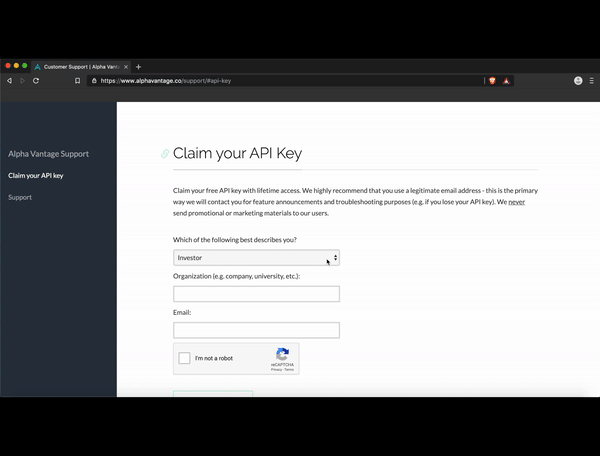 Customer Support | Alpha Vanta
https://www.alphavantage.co/support/#api-key
Alpha Vantage Support
Claim your API key
Support
Claim your API Key
Claim your free API key with lifetime access. We highly recommend that you use a legitimate email address - this is the primary
way we will contact you for feature announcements and troubleshooting purposes (e.g. if you lose your API key). We never
send promotional or marketing materials to our users.
Which of the following best describes you?
Investor
Organization (e.g. company, university, etc.):
Email:
I'm not a robot
reCAPTCHA
Privacy - Terms